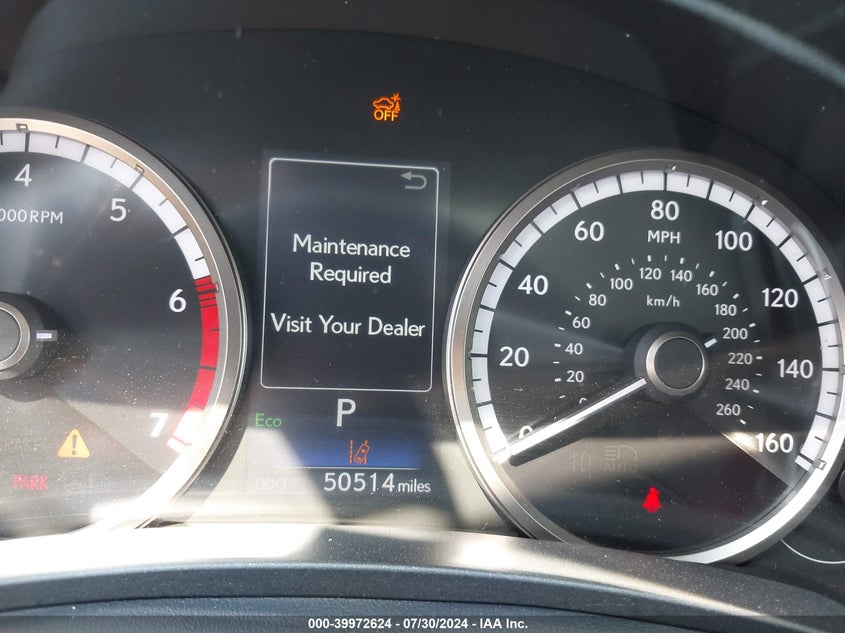 OFF
4
5
000RPM
6
7
Maintenance
Required
Visit Your Dealer
P
Eco
PARK
ODO 50514 miles
0 20 40 60 80 100 120 140 160
MPH
20 40 60 80 100 120 140 160 180 200 220 240 260
km/h
000-39972624 - 07/30/2024 - IAA Inc.